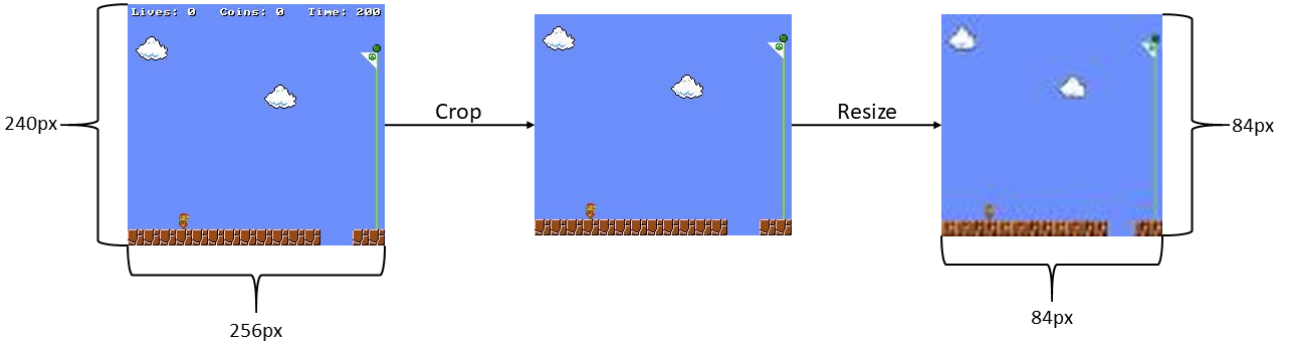 Lives: 0 Coins: 0 Time: 200
240px
Crop
Resize
84px
256px
84px